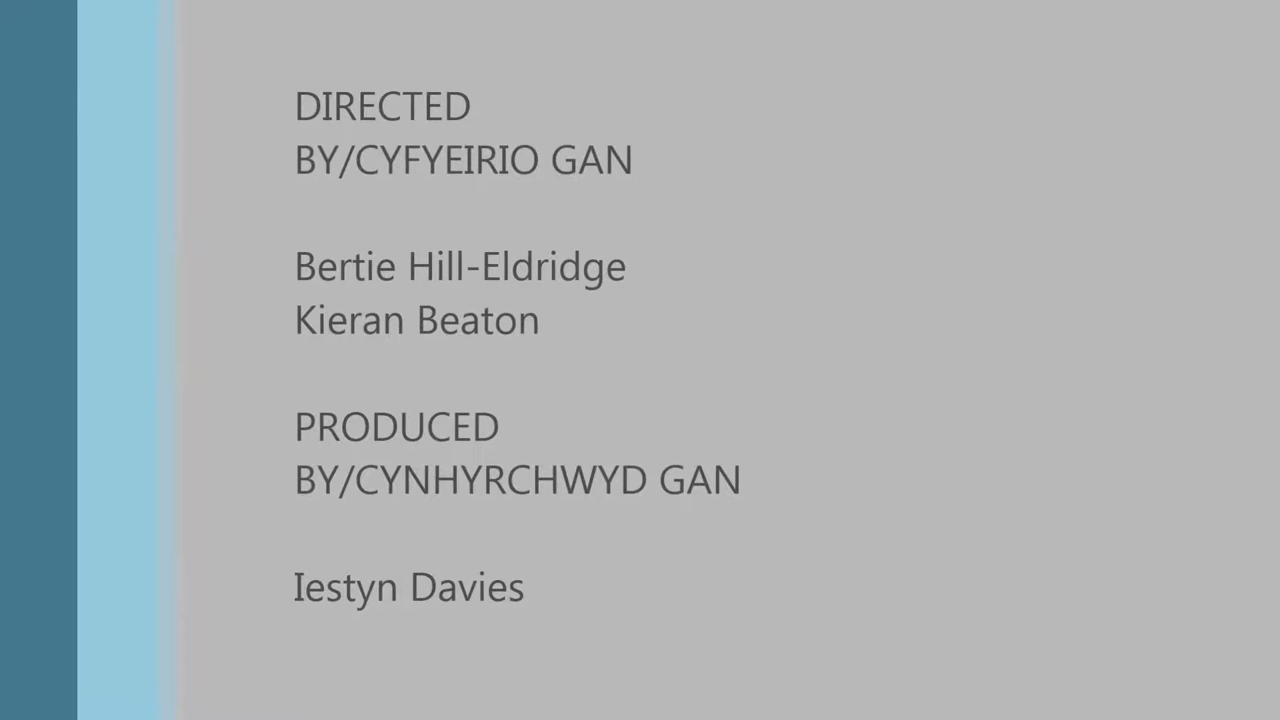 DIRECTED
BY/CYFYEIRIO GAN
Bertie Hill-Eldridge
Kieran Beaton
PRODUCED
BY/CYNHYRCHWYD GAN
Iestyn Davies